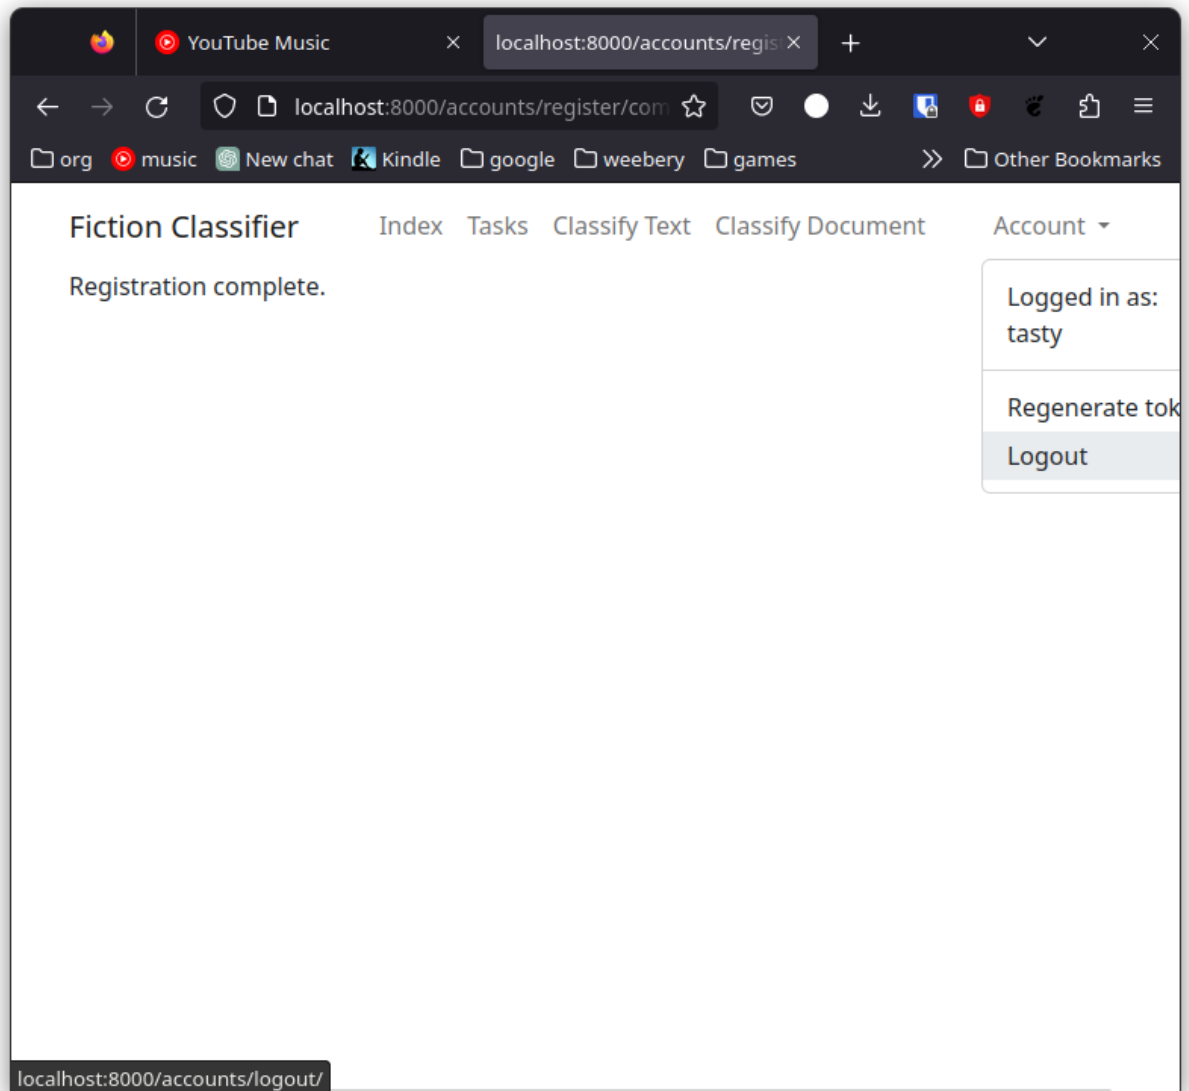 YouTube Music
localhost:8000/accounts/regis
localhost:8000/accounts/register/com
org music New chat Kindle google weebery games Other Bookmarks
Fiction Classifier Index Tasks Classify Text Classify Document Account
Registration complete.
Logged in as:
tasty
Regenerate tok
Logout
localhost:8000/accounts/logout/